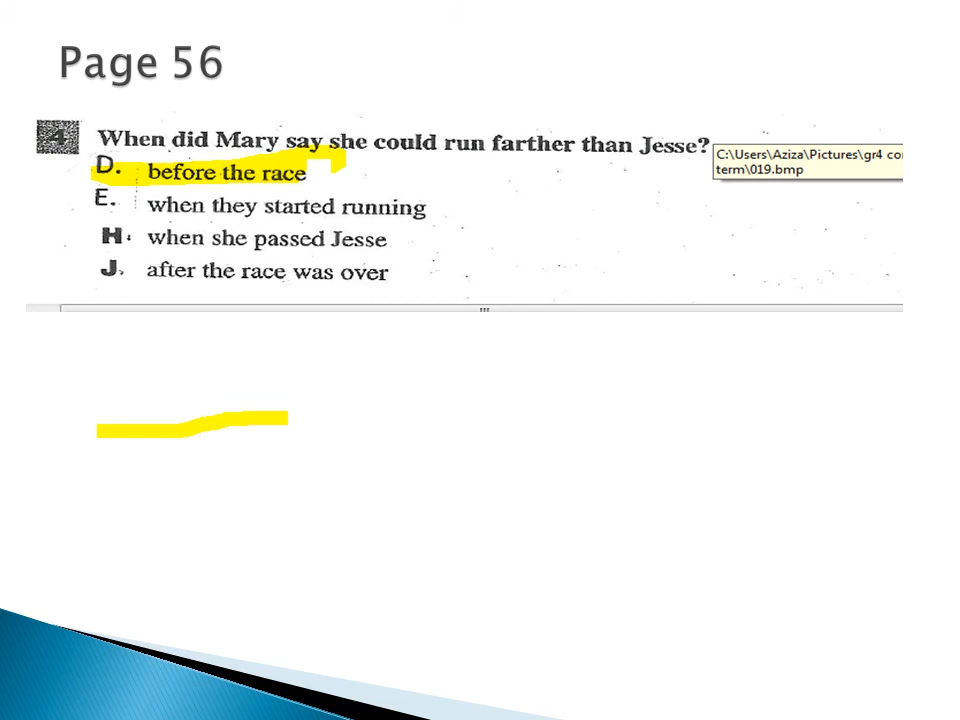 Page 56
4 When did Mary say she could run farther than Jesse?
C:\Users\Aziza\Pictures\gr4 co
term\019.bmp
D. before the race
E. when they started running
H. when she passed Jesse
J. after the race was over